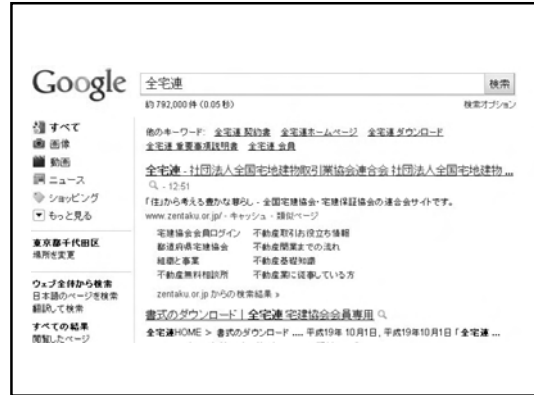 Google
全宅連
検索
約 792,000 件 (0.05 秒)
検索オプション
すべて
画像
動画
ニュース
ショッピング
もっと見る
東京都千代田区
場所を変更
ウェブ全体から検索
日本語のページを検索
翻訳して検索
すべての結果
閲覧したページ
他のキーワード: 全宅連 契約書 全宅連ホームページ 全宅連 ダウンロード
全宅連 重要事項説明書 全宅連 会員
全宅連 - 社団法人全国宅地建物取引業協会連合会 社団法人全国宅地建物 ...
- 12:51
「住」から考える豊かな暮らし - 全国宅建協会・宅建保証協会の連合会サイトです。
www.zentaku.or.jp/ - キャッシュ - 類似ページ
宅建協会会員ログイン 不動産取引お役立ち情報
都道府県宅建協会 不動産開業までの流れ
組織と事業 不動産基礎知識
不動産無料相談所 不動産業に従事している方
zentaku.or.jp からの検索結果 »
書式のダウンロード | 全宅連 宅建協会会員専用
全宅連HOME > 書式のダウンロード .... 平成19年 10月1日, 平成19年10月1日 「全宅連 ...